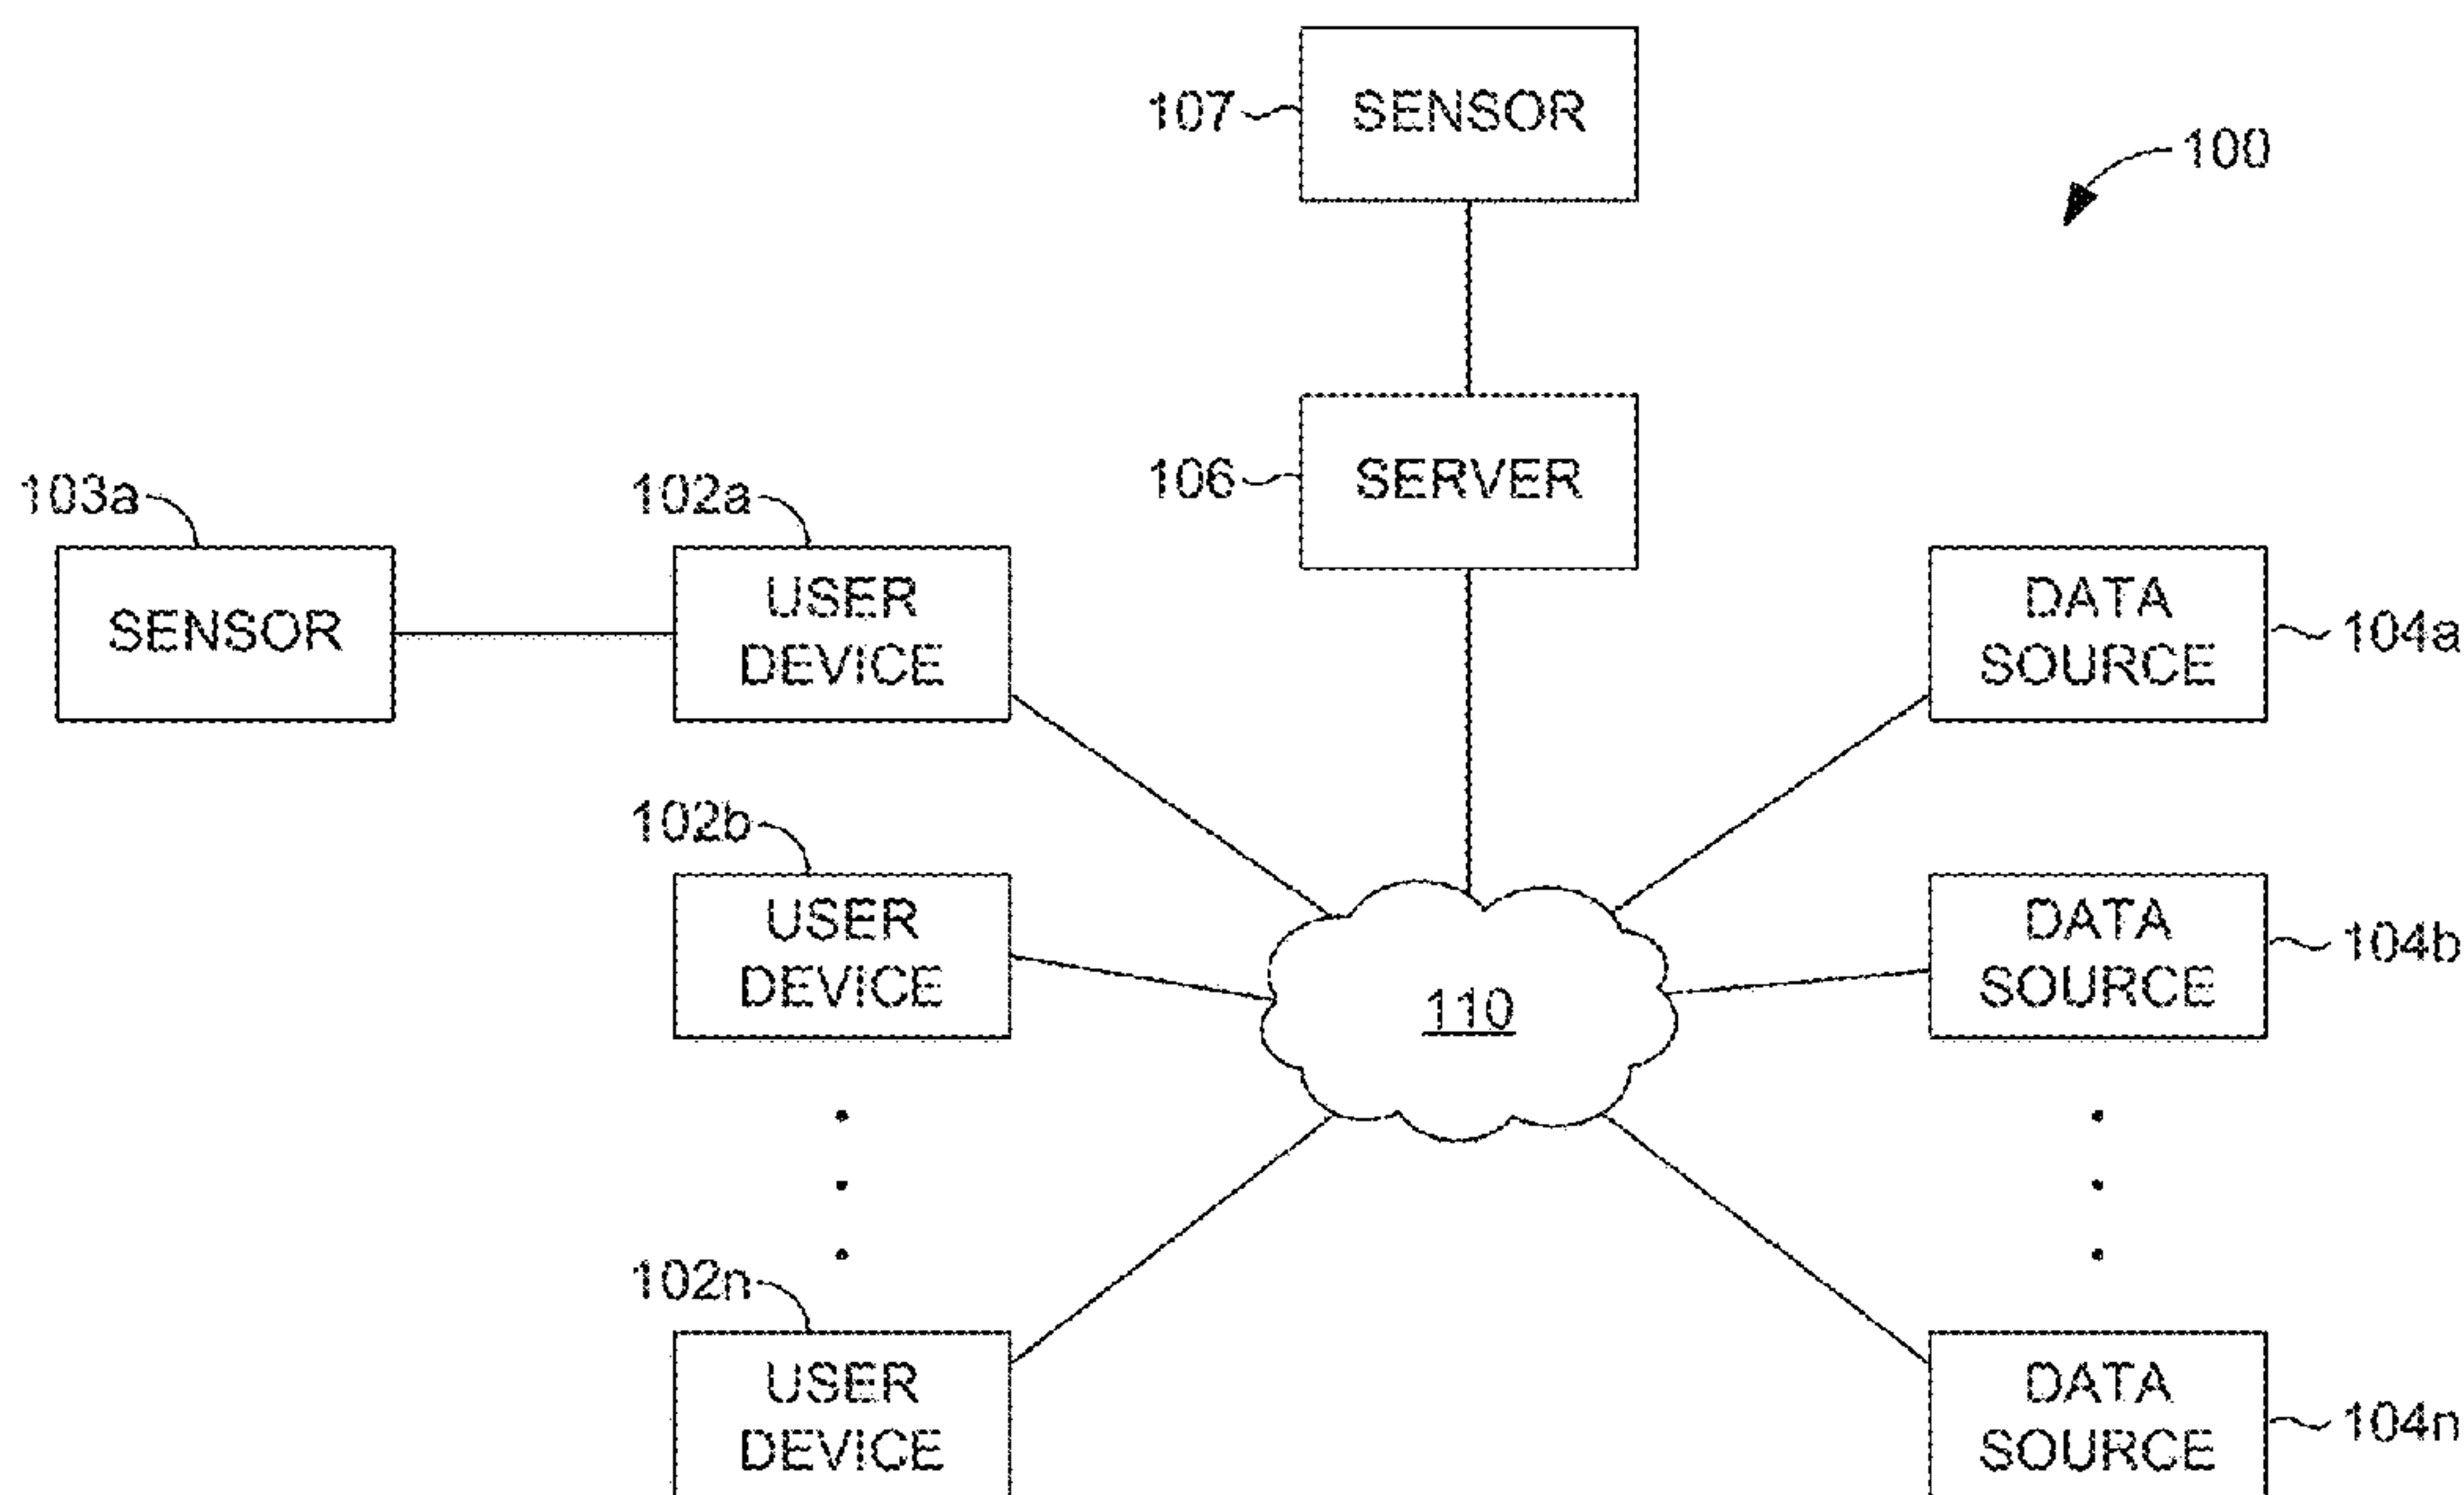 107
SENSOR
100
106
SERVER
103a
SENSOR
102a
USER
DEVICE
DATA
SOURCE
104a
102b
USER
DEVICE
110
DATA
SOURCE
104b
102n
USER
DEVICE
DATA
SOURCE
104n